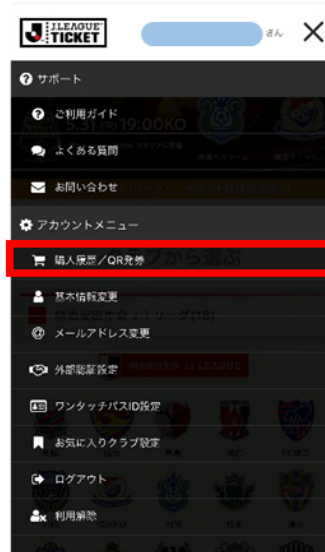 J.LEAGUE TICKET
さん
サポート
ご利用ガイド
よくある質問
お問い合わせ
アカウントメニュー
購入履歴／QR発券
基本情報変更
メールアドレス変更
外部認証設定
ワンタッチパスID設定
お気に入りクラブ設定
ログアウト
利用解除